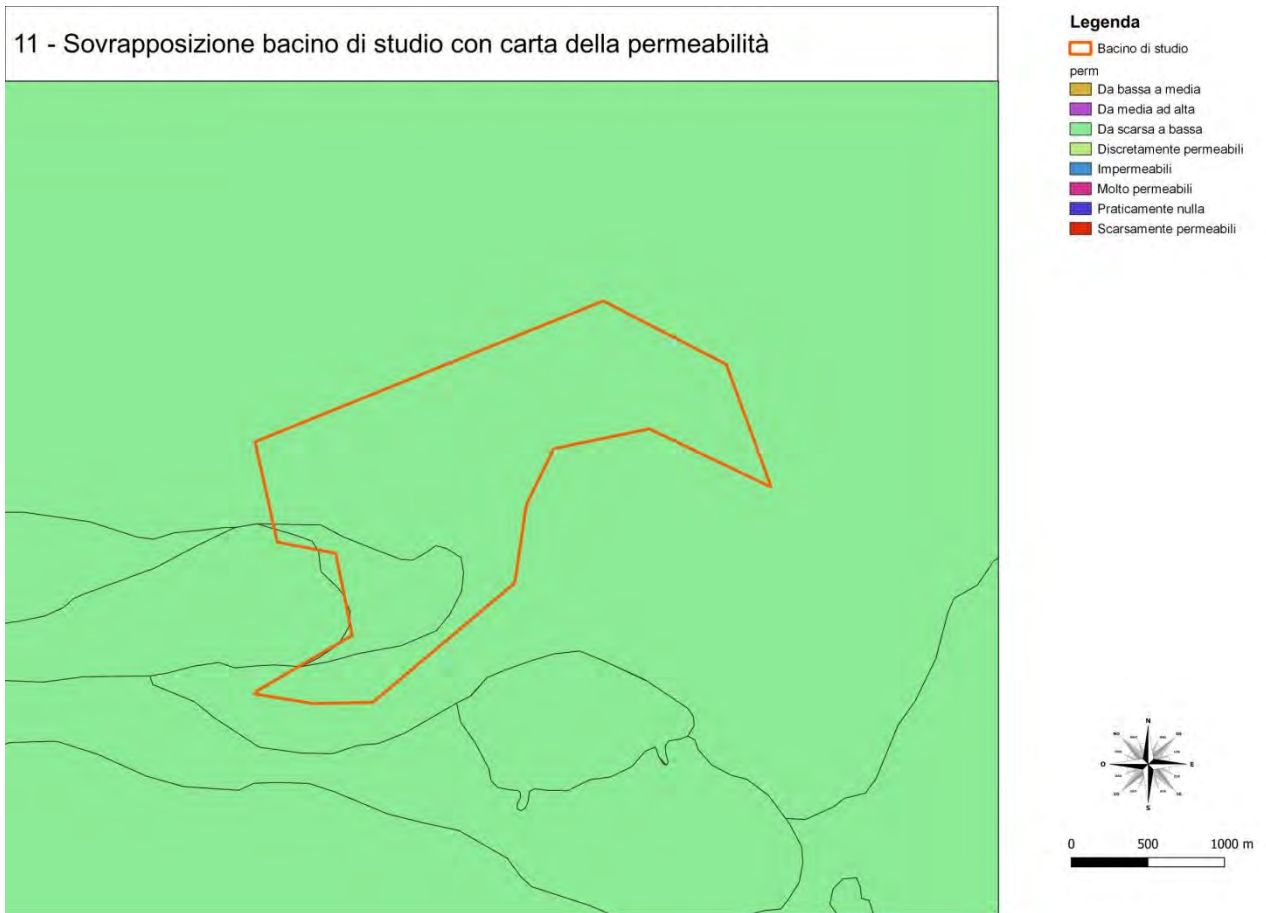 11 - Sovrapposizione bacino di studio con carta della permeabilità
Legenda
Bacino di studio
perm
Da bassa a media
Da media ad alta
Da scarsa a bassa
Discretamente permeabili
Impermeabili
Molto permeabili
Praticamente nulla
Scarsamente permeabili
N
O
E
S
0 500 1000 m